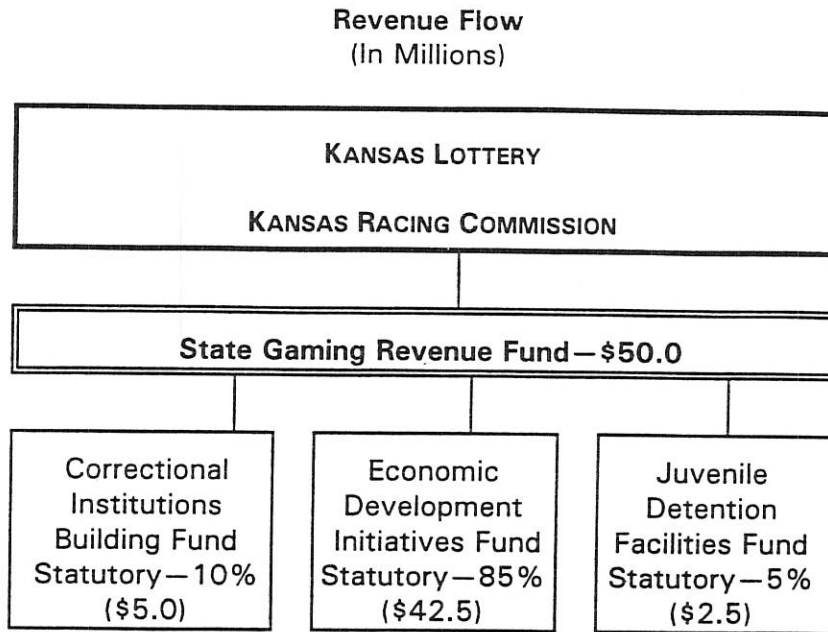 Revenue Flow
(In Millions)
KANSAS LOTTERY
KANSAS RACING COMMISSION
State Gaming Revenue Fund—$50.0
Correctional
Institutions
Building Fund
Statutory—10%
($5.0)
Economic
Development
Initiatives Fund
Statutory—85%
($42.5)
Juvenile
Detention
Facilities Fund
Statutory—5%
($2.5)